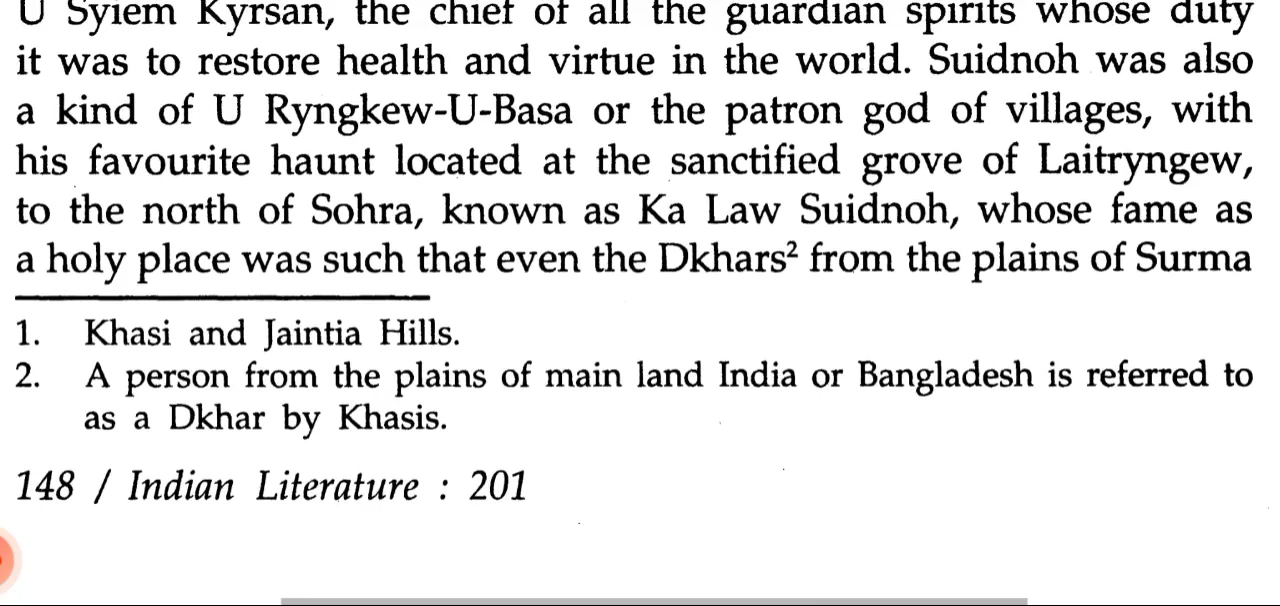 U Syiem Kyrsan, the chief of all the guardian spirits whose duty
it was to restore health and virtue in the world. Suidnoh was also
a kind of U Ryngkew-U-Basa or the patron god of villages, with
his favourite haunt located at the sanctified grove of Laitryngew,
to the north of Sohra, known as Ka Law Suidnoh, whose fame as
a holy place was such that even the Dkhars² from the plains of Surma
1. Khasi and Jaintia Hills.
2. A person from the plains of main land India or Bangladesh is referred to
as a Dkhar by Khasis.
148 / Indian Literature : 201